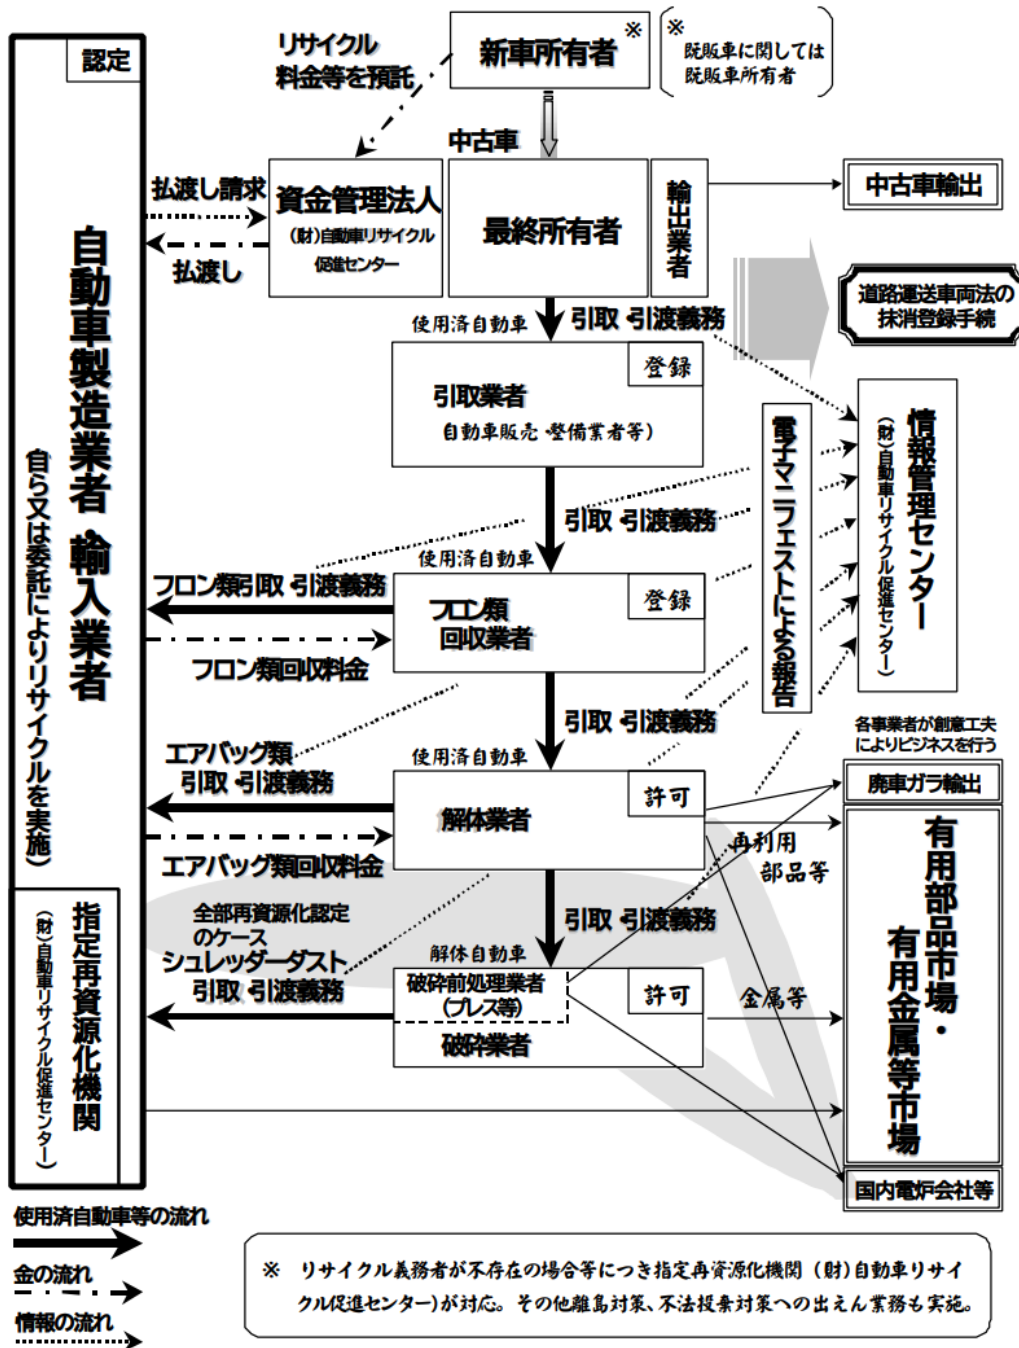 認定
リサイクル
料金等を預託
新車所有者
※
※
既販車に関しては
既販車所有者
中古車
払渡し請求
払渡し
資金管理法人
(財)自動車リサイクル
促進センター
最終所有者
輸出業者
中古車輸出
道路運送車両法の
抹消登録手続
使用済自動車
引取・引渡義務
登録
引取業者
自動車販売・整備業者等)
自動車製造業者・輸入業者
(自ら又は委託によりリサイクルを実施)
電子マニフェストによる報告
情報管理センター
(財)自動車リサイクル促進センター)
引取・引渡義務
使用済自動車
フロン類引取・引渡義務
フロン類回収料金
登録
フロン類
回収業者
引取・引渡義務
使用済自動車
エアバッグ類
引取・引渡義務
エアバッグ類回収料金
許可
解体業者
各事業者が創意工夫
によりビジネスを行う
廃車ガラ輸出
再利用
部品等
有用部品市場・
有用金属等市場
指定再資源化機関
(財)自動車リサイクル促進センター)
全部再資源化認定
のケース
シュレッダーダスト
引取・引渡義務
引取・引渡義務
解体自動車
破砕前処理業者
(プレス等)
許可
破砕業者
金属等
国内電炉会社等
使用済自動車等の流れ
金の流れ
情報の流れ
※ リサイクル義務者が不存在の場合等につき指定再資源化機関(財)自動車リサイ
クル促進センター)が対応。その他離島対策、不法投棄対策への出えん業務も実施。